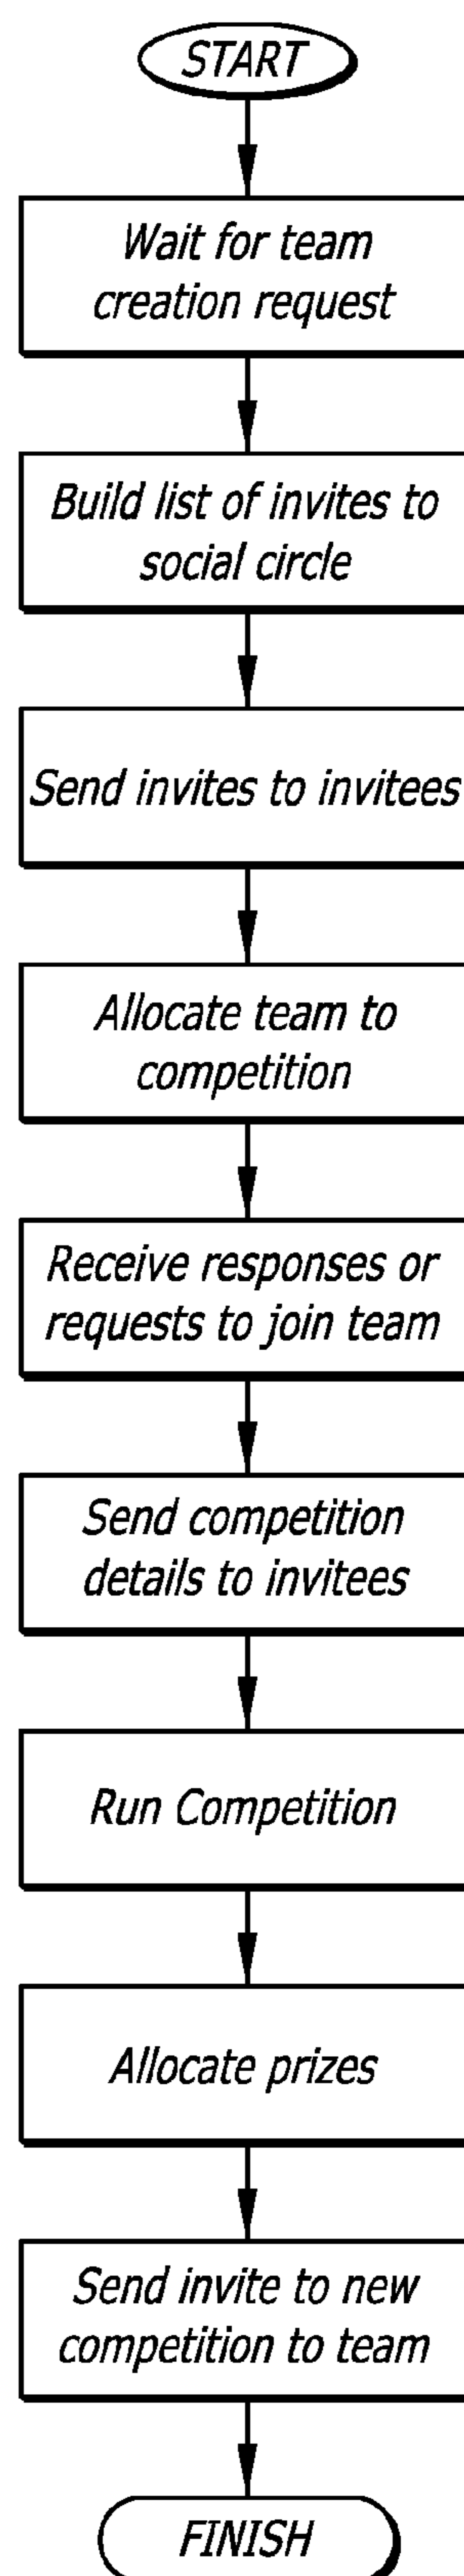 START
Wait for team
creation request
Build list of invites to
social circle
Send invites to invitees
Allocate team to
competition
Receive responses or
requests to join team
Send competition
details to invitees
Run Competition
Allocate prizes
Send invite to new
competition to team
FINISH